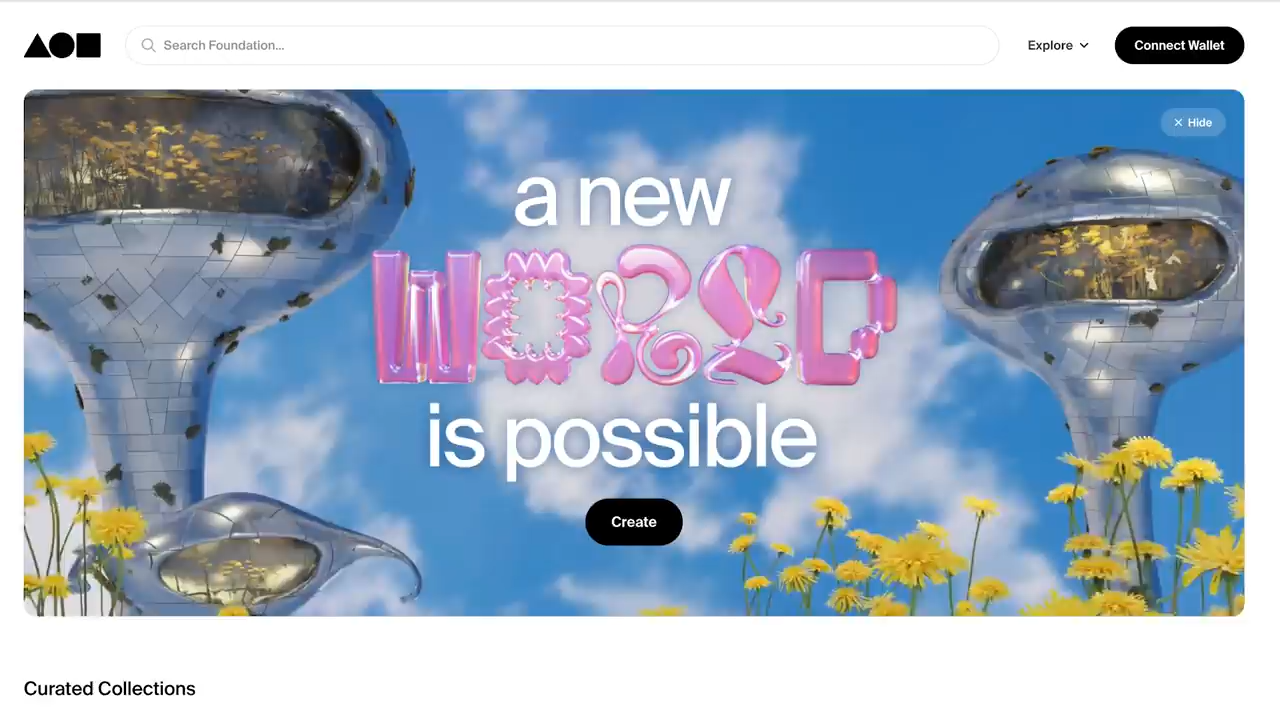 Search Foundation...
Explore
Connect Wallet
Hide
a new
WORLD
is possible
Create
Curated Collections